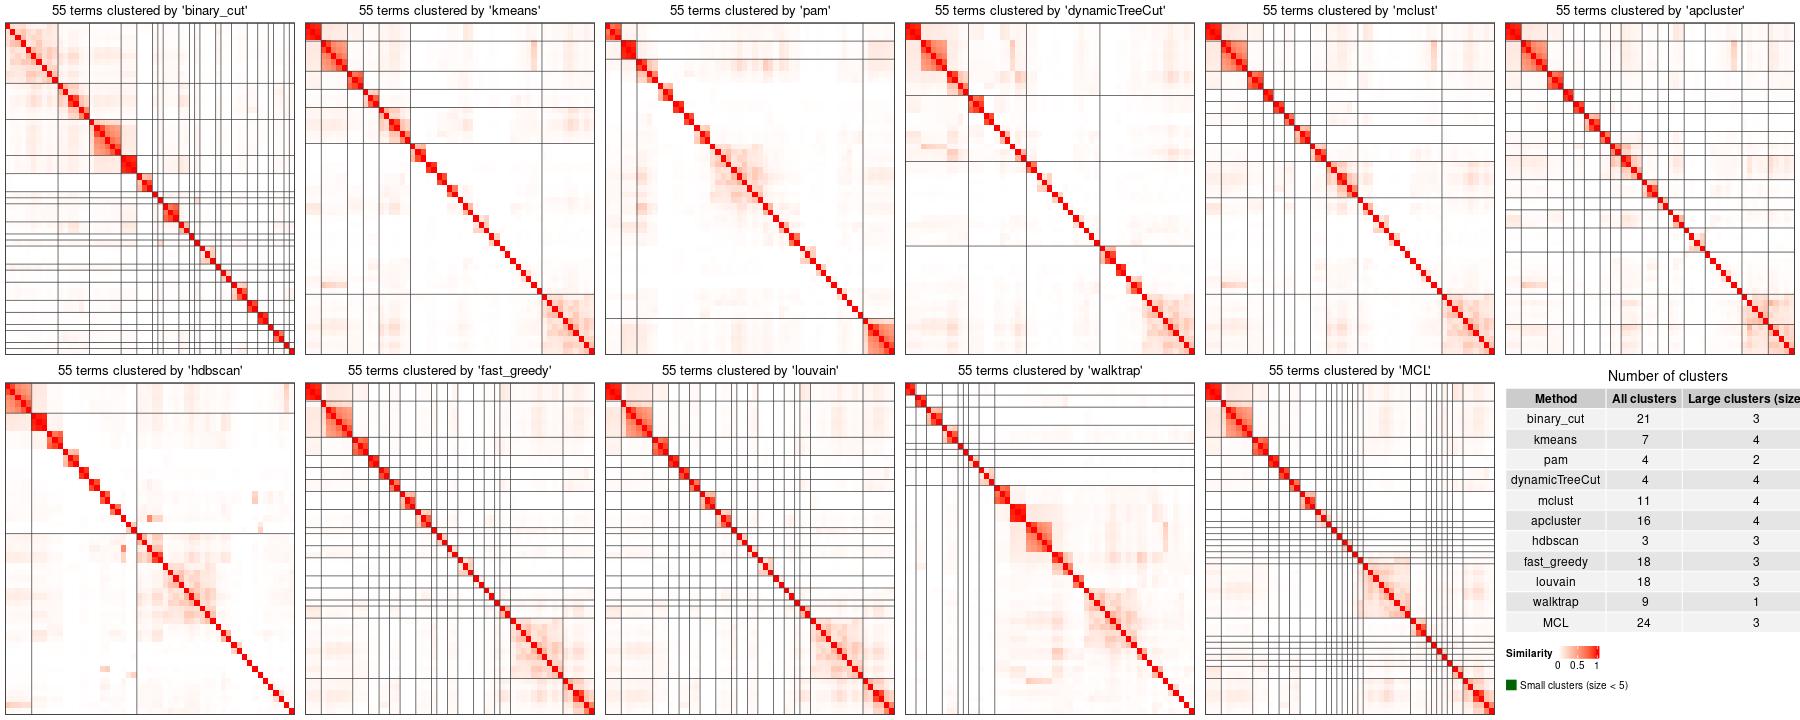 55 terms clustered by 'binary_cut'
55 terms clustered by 'kmeans'
55 terms clustered by 'pam'
55 terms clustered by 'dynamicTreeCut'
55 terms clustered by 'mclust'
55 terms clustered by 'apcluster'
55 terms clustered by 'hdbscan'
55 terms clustered by 'fast_greedy'
55 terms clustered by 'louvain'
55 terms clustered by 'walktrap'
55 terms clustered by 'MCL'
Number of clusters
Method All clusters Large clusters (size
binary_cut 21 3
kmeans 7 4
pam 4 2
dynamicTreeCut 4 4
mclust 11 4
apcluster 16 4
hdbscan 3 3
fast_greedy 18 3
louvain 18 3
walktrap 9 1
MCL 24 3
Similarity
0 0.5 1
Small clusters (size < 5)